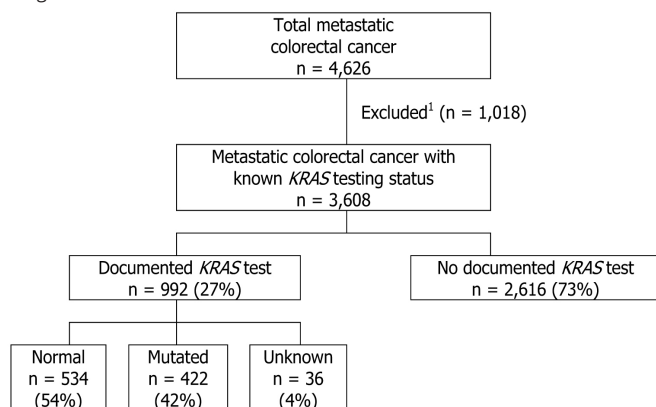 Total metastatic
colorectal cancer
n = 4,626
Excluded¹ (n = 1,018)
Metastatic colorectal cancer with
known KRAS testing status
n = 3,608
Documented KRAS test
n = 992 (27%)
No documented KRAS test
n = 2,616 (73%)
Normal
n = 534
(54%)
Mutated
n = 422
(42%)
Unknown
n = 36
(4%)